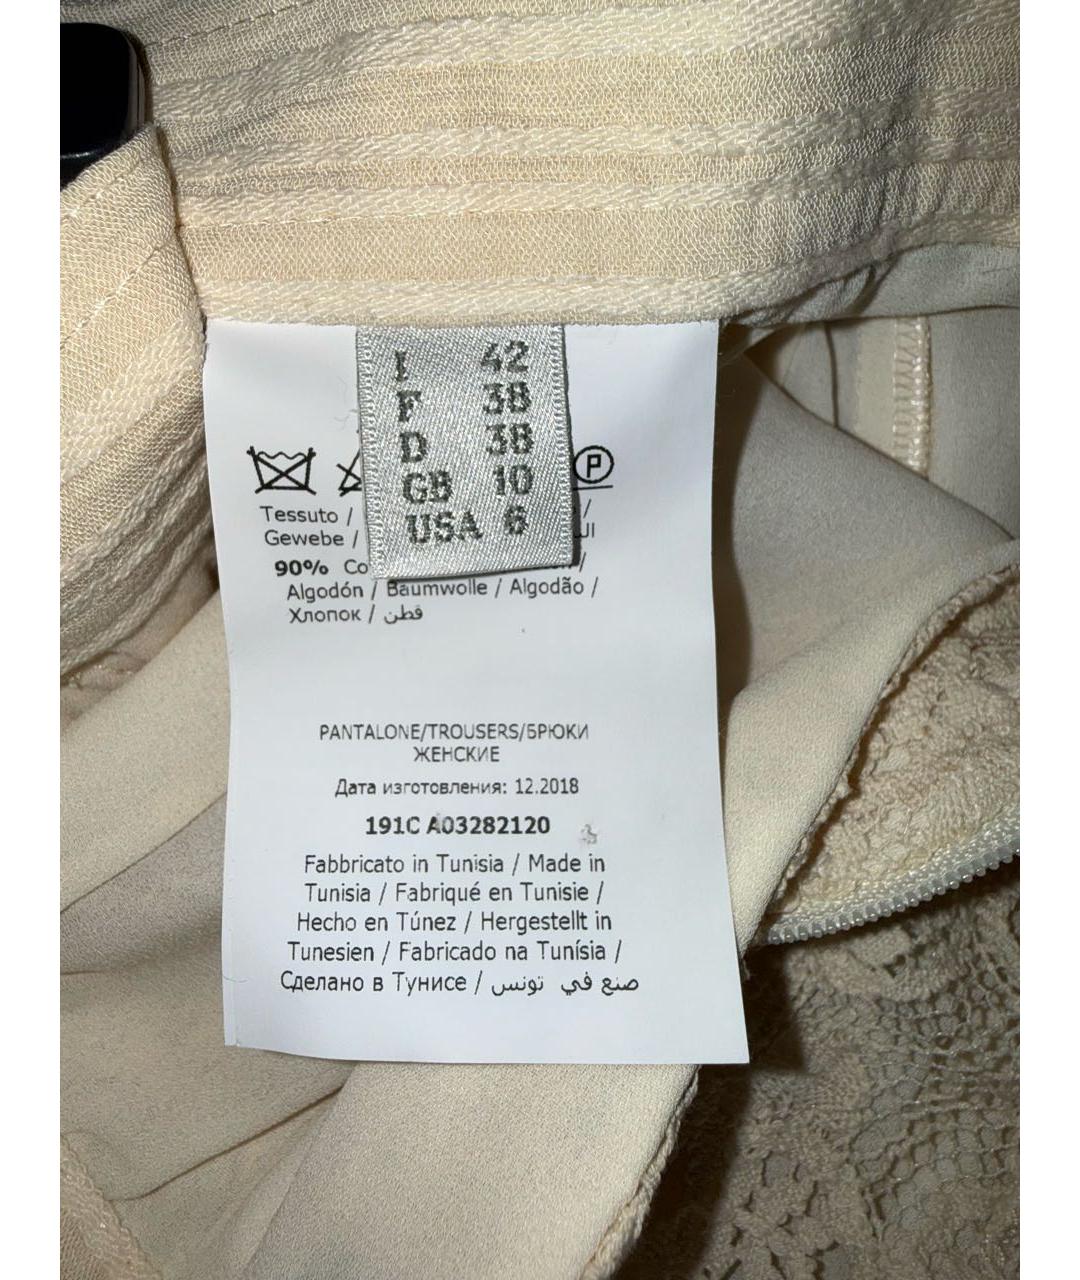 I 42
F 38
D 38
GB 10
USA 6
P
Tessuto /
Gewebe /
90% Co
Algodón / Baumwolle / Algodão /
Хлопок / قطن
PANTALONE/TROUSERS/БРЮКИ
ЖЕНСКИЕ
Дата изготовления: 12.2018
191C A03282120
Fabbricato in Tunisia / Made in
Tunisia / Fabriqué en Tunisie /
Hecho en Túnez / Hergestellt in
Tunesien / Fabricado na Tunísia /
Сделано в Тунисе / صنع في تونس